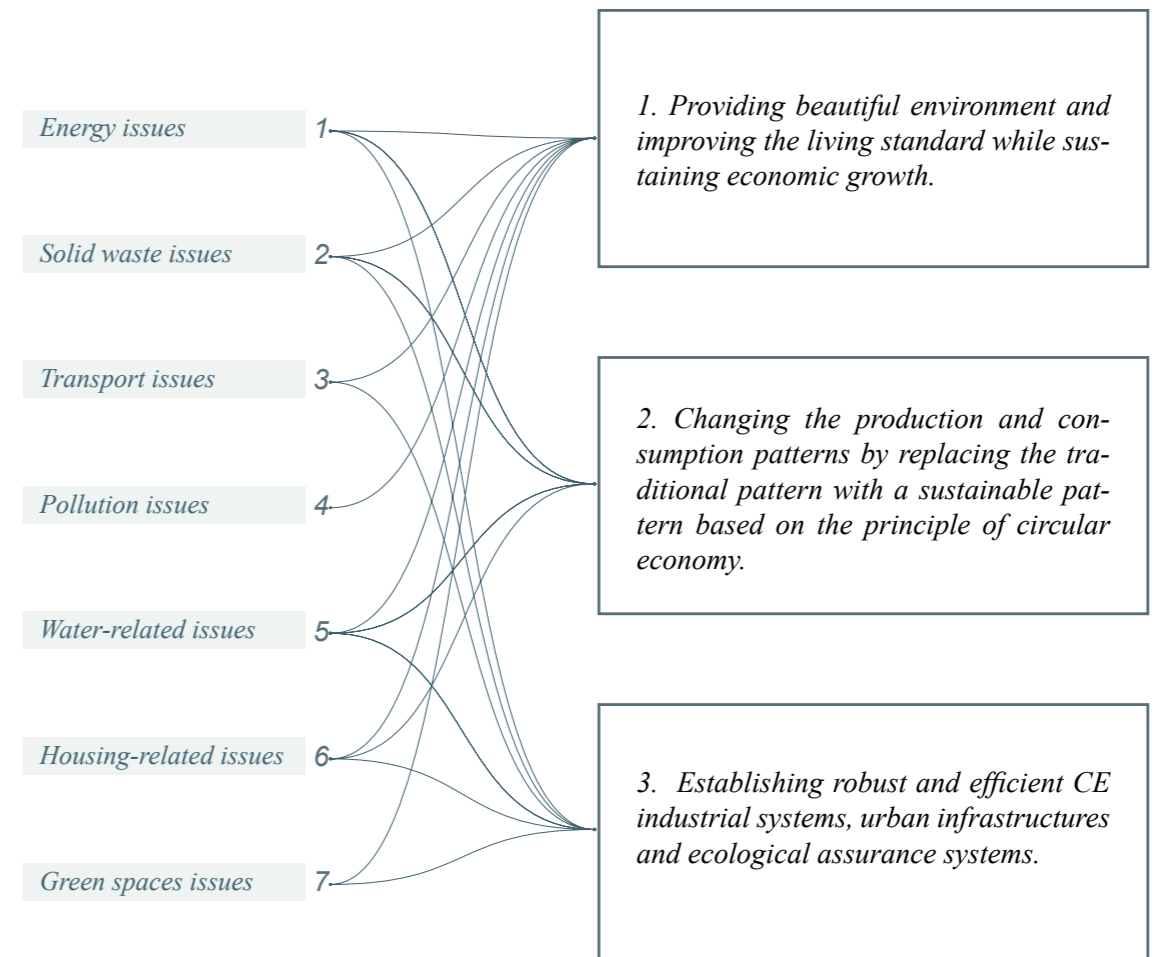 Energy issues 1
Solid waste issues 2
Transport issues 3
Pollution issues 4
Water-related issues 5
Housing-related issues 6
Green spaces issues 7
1. Providing beautiful environment and
improving the living standard while sus-
taining economic growth.
2. Changing the production and con-
sumption patterns by replacing the tra-
ditional pattern with a sustainable pat-
tern based on the principle of circular
economy.
3. Establishing robust and efficient CE
industrial systems, urban infrastructures
and ecological assurance systems.